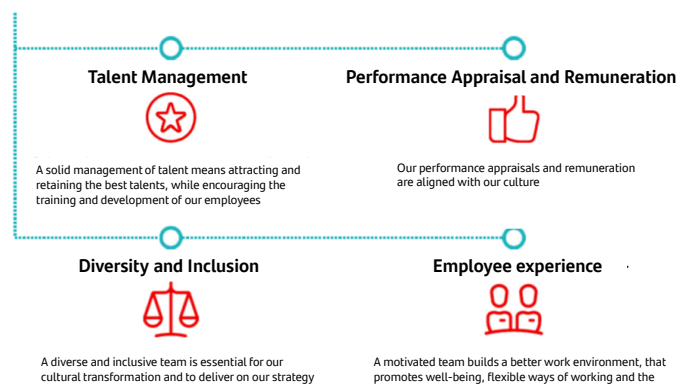 Talent Management
Performance Appraisal and Remuneration
A solid management of talent means attracting and
retaining the best talents, while encouraging the
training and development of our employees
Our performance appraisals and remuneration
are aligned with our culture
Diversity and Inclusion
Employee experience
A diverse and inclusive team is essential for our
cultural transformation and to deliver on our strategy
A motivated team builds a better work environment, that
promotes well-being, flexible ways of working and the